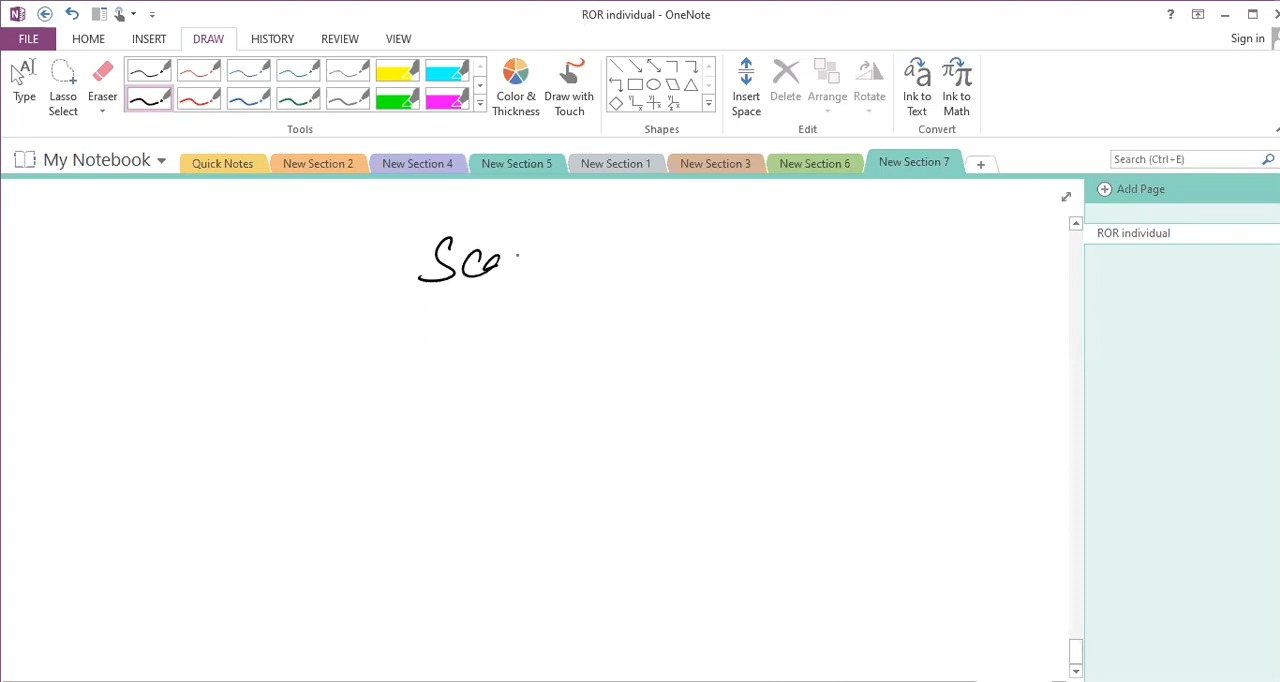 ROR individual - OneNote
?
FILE HOME INSERT DRAW HISTORY REVIEW VIEW Sign in
Type Lasso Select Eraser Color & Thickness Draw with Touch Insert Space Delete Arrange Rotate Ink to Text Ink to Math
Tools Shapes Edit Convert
My Notebook Quick Notes New Section 2 New Section 4 New Section 5 New Section 1 New Section 3 New Section 6 New Section 7 Search (Ctrl+E)
Add Page
ROR individual